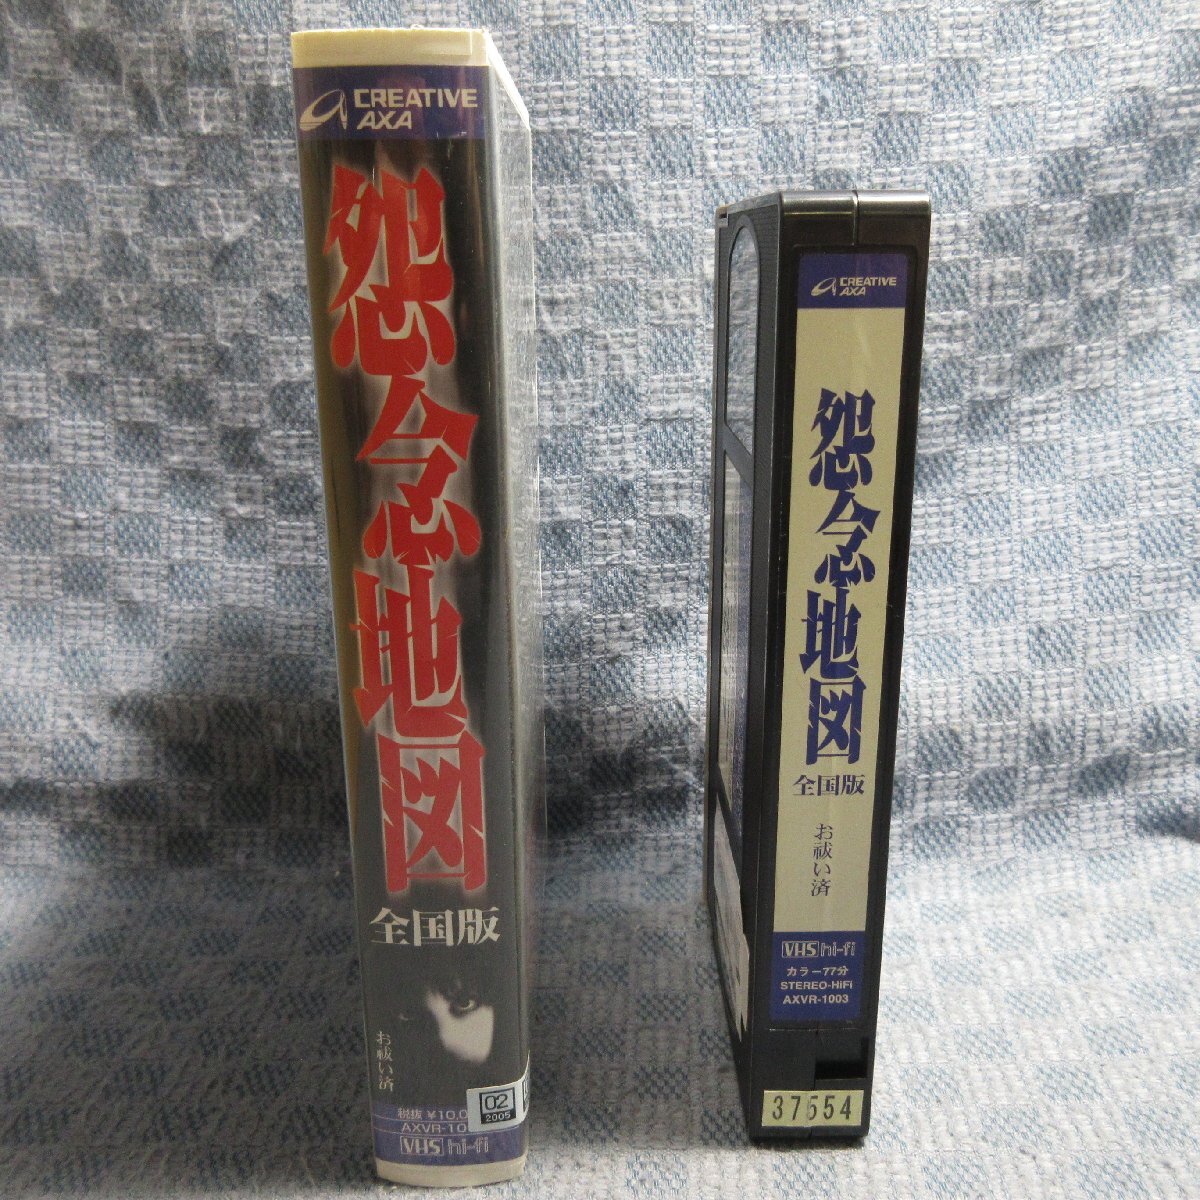 CREATIVE
AXA
怨念地図
全国版
お祓い済
02
2005
税抜 ¥10,0
AXVR-10
VHS hi-fi
CREATIVE
AXA
怨念地図
全国版
お祓い済
VHS hi-fi
カラー77分
STEREO-HiFi
AXVR-1003
37554